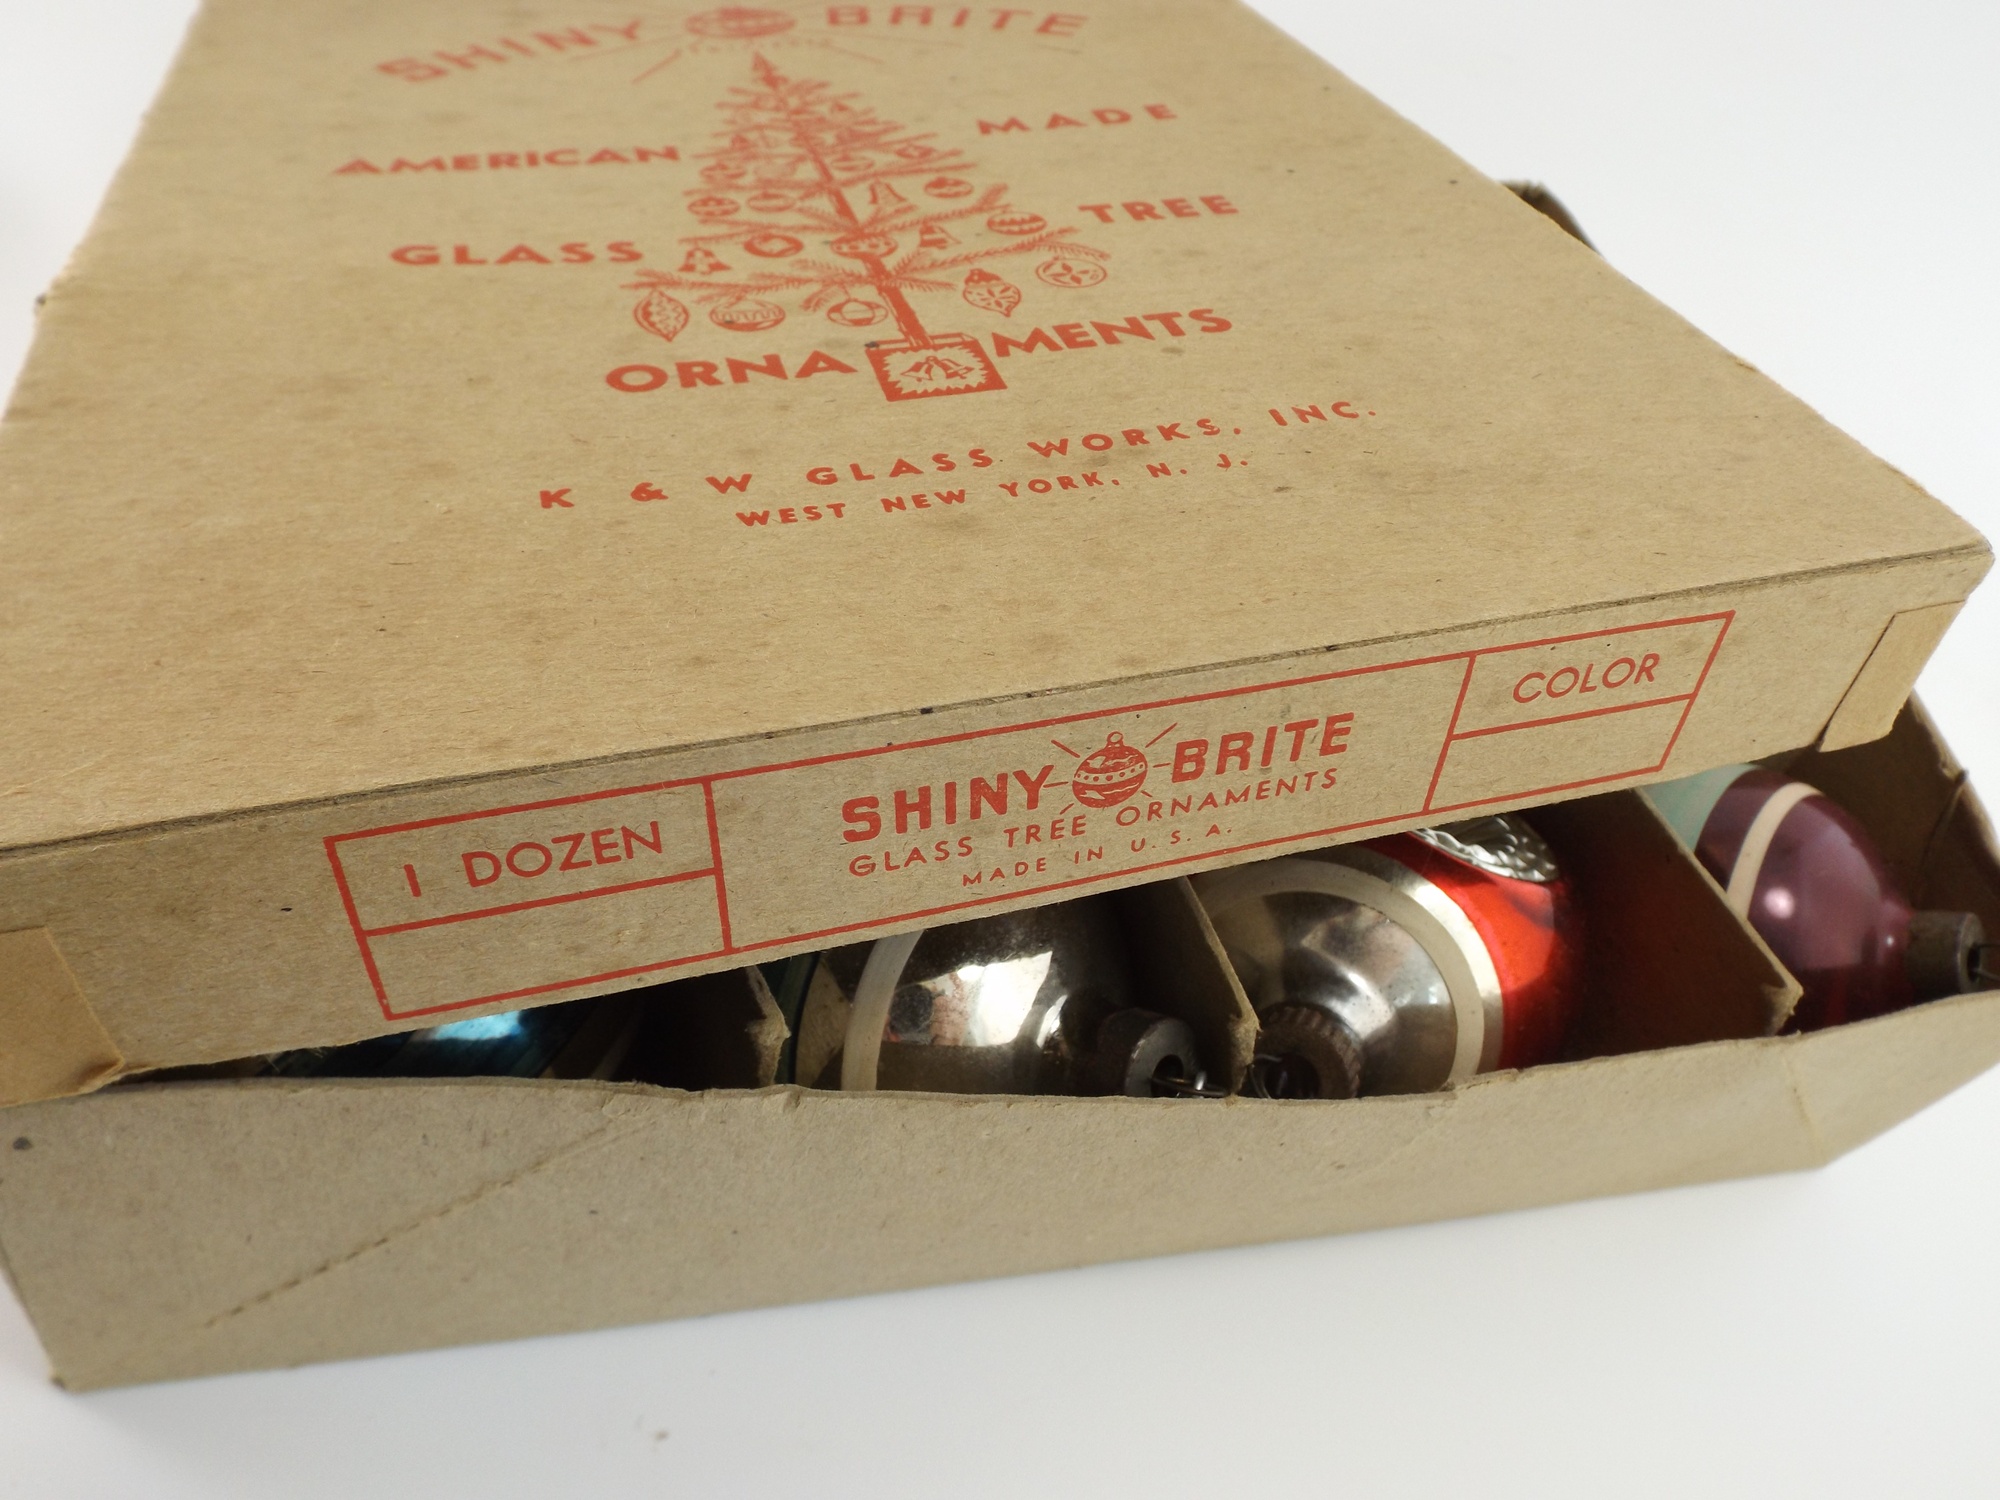 SHINY BRITE
AMERICAN MADE
GLASS TREE
ORNAMENTS
K & W GLASS WORKS, INC.
WEST NEW YORK, N. J.
1 DOZEN
SHINY BRITE
GLASS TREE ORNAMENTS
MADE IN U. S. A.
COLOR